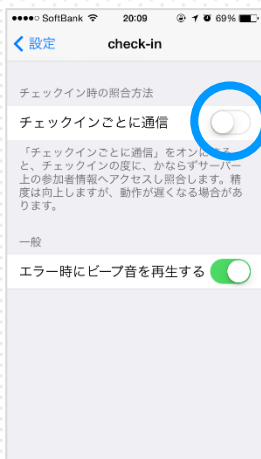 SoftBank 20:09 69%
設定 check-in
チェックイン時の照合方法
チェックインごとに通信
「チェックインごとに通信」をオンにする
と、チェックインの度に、かならずサーバー
上の参加者情報へアクセスし照合します。精
度は向上しますが、動作が遅くなる場合があ
ります。
一般
エラー時にビープ音を再生する